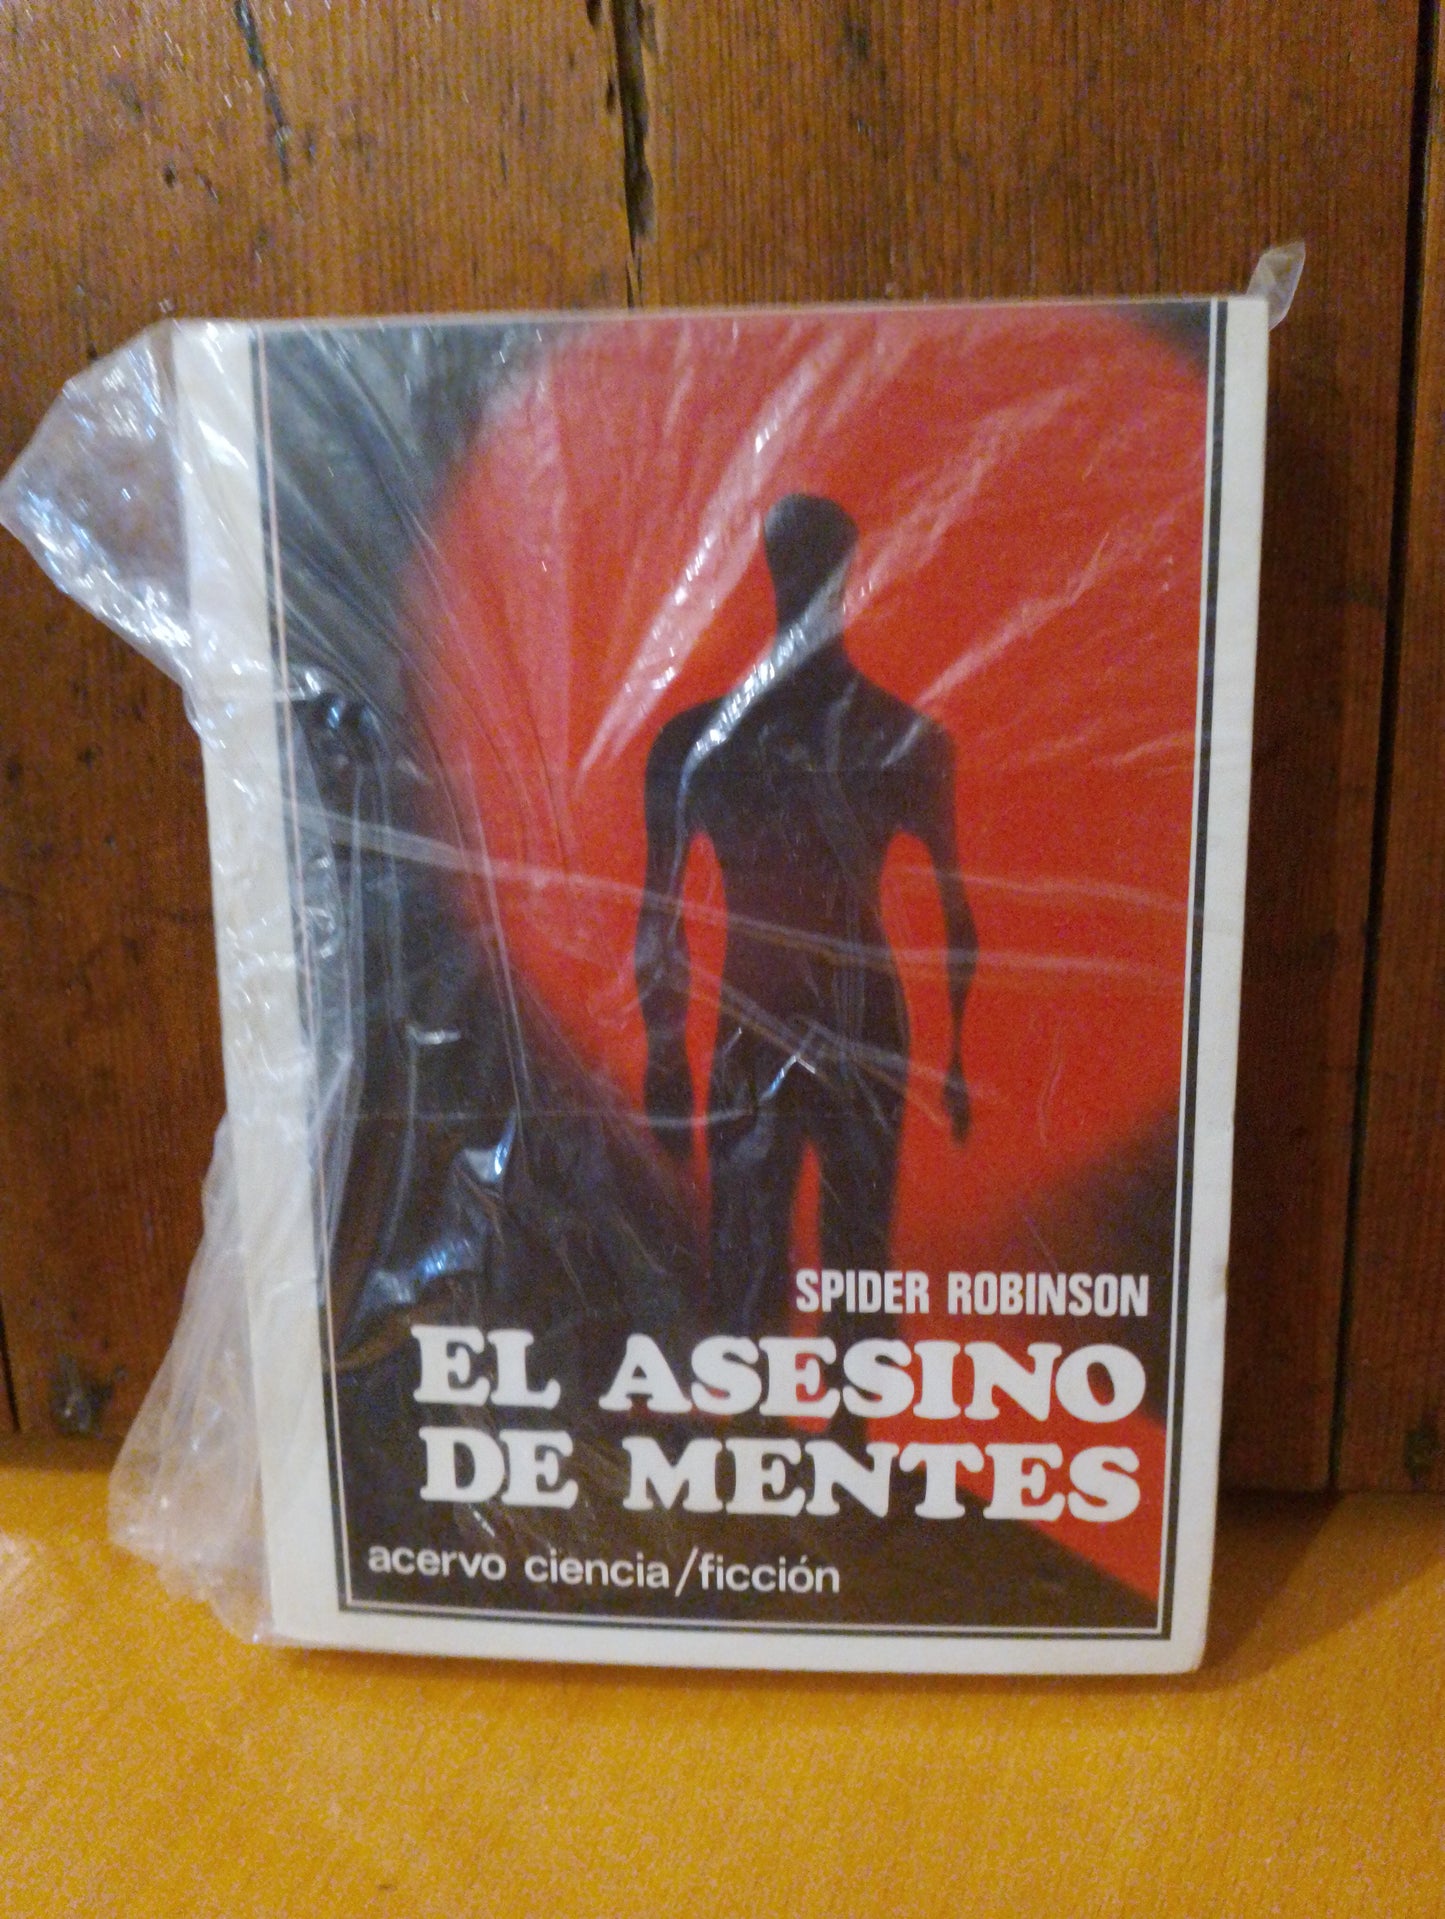 SPIDER ROBINSON
EL ASESINO
DE MENTES
acervo ciencia/ficción